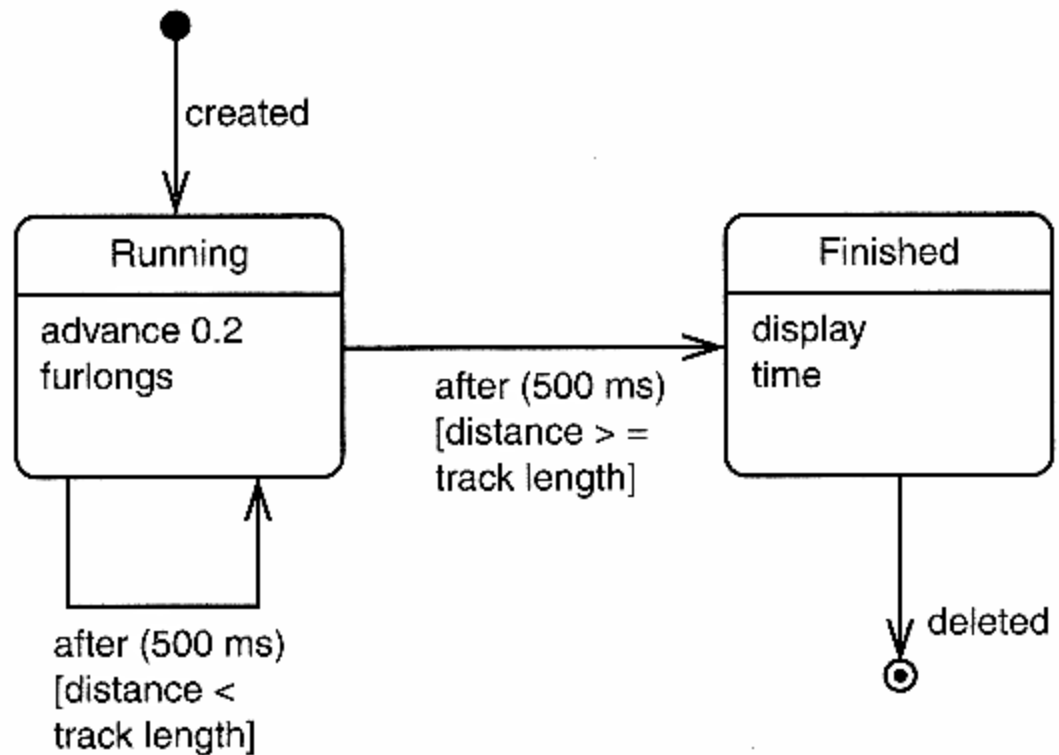 created
Running
advance 0.2
furlongs
Finished
display
time
after (500 ms)
[distance > =
track length]
after (500 ms)
[distance <
track length]
deleted